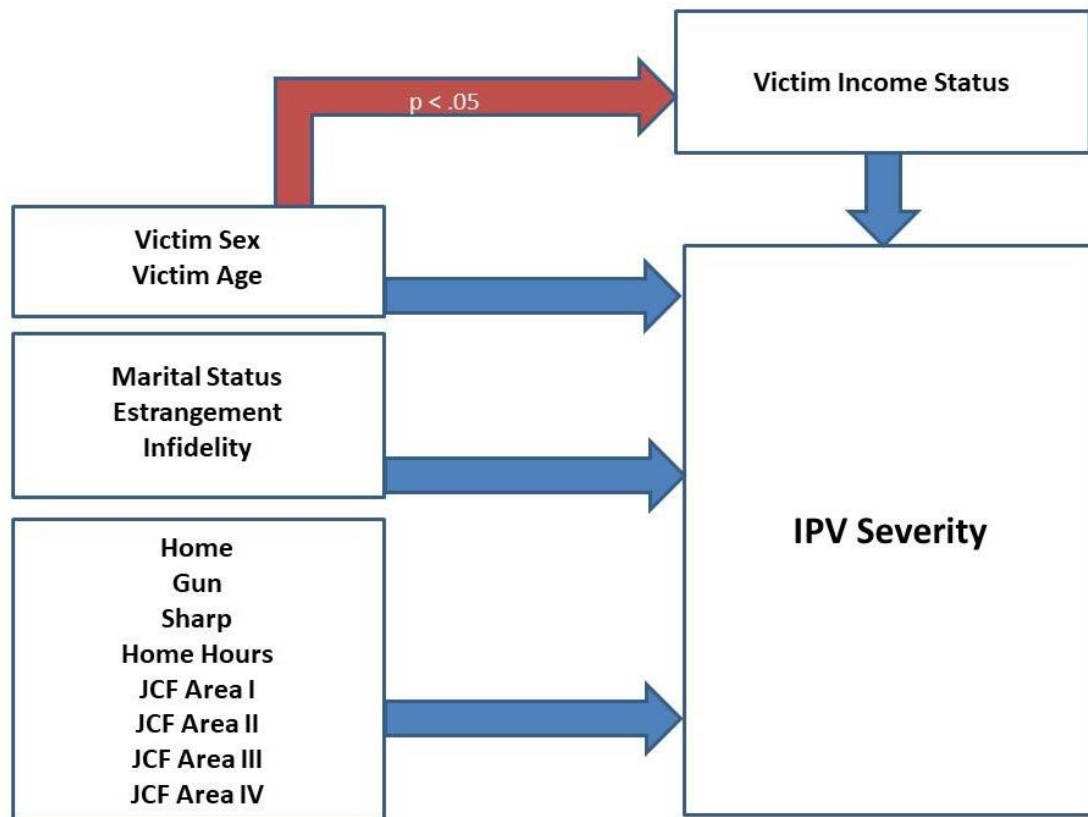 Victim Income Status
p < .05
Victim Sex
Victim Age
Marital Status
Estrangement
Infidelity
Home
Gun
Sharp
Home Hours
JCF Area I
JCF Area II
JCF Area III
JCF Area IV
IPV Severity